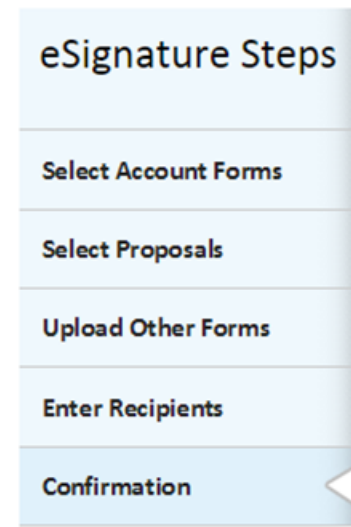 eSignature Steps
Select Account Forms
Select Proposals
Upload Other Forms
Enter Recipients
Confirmation